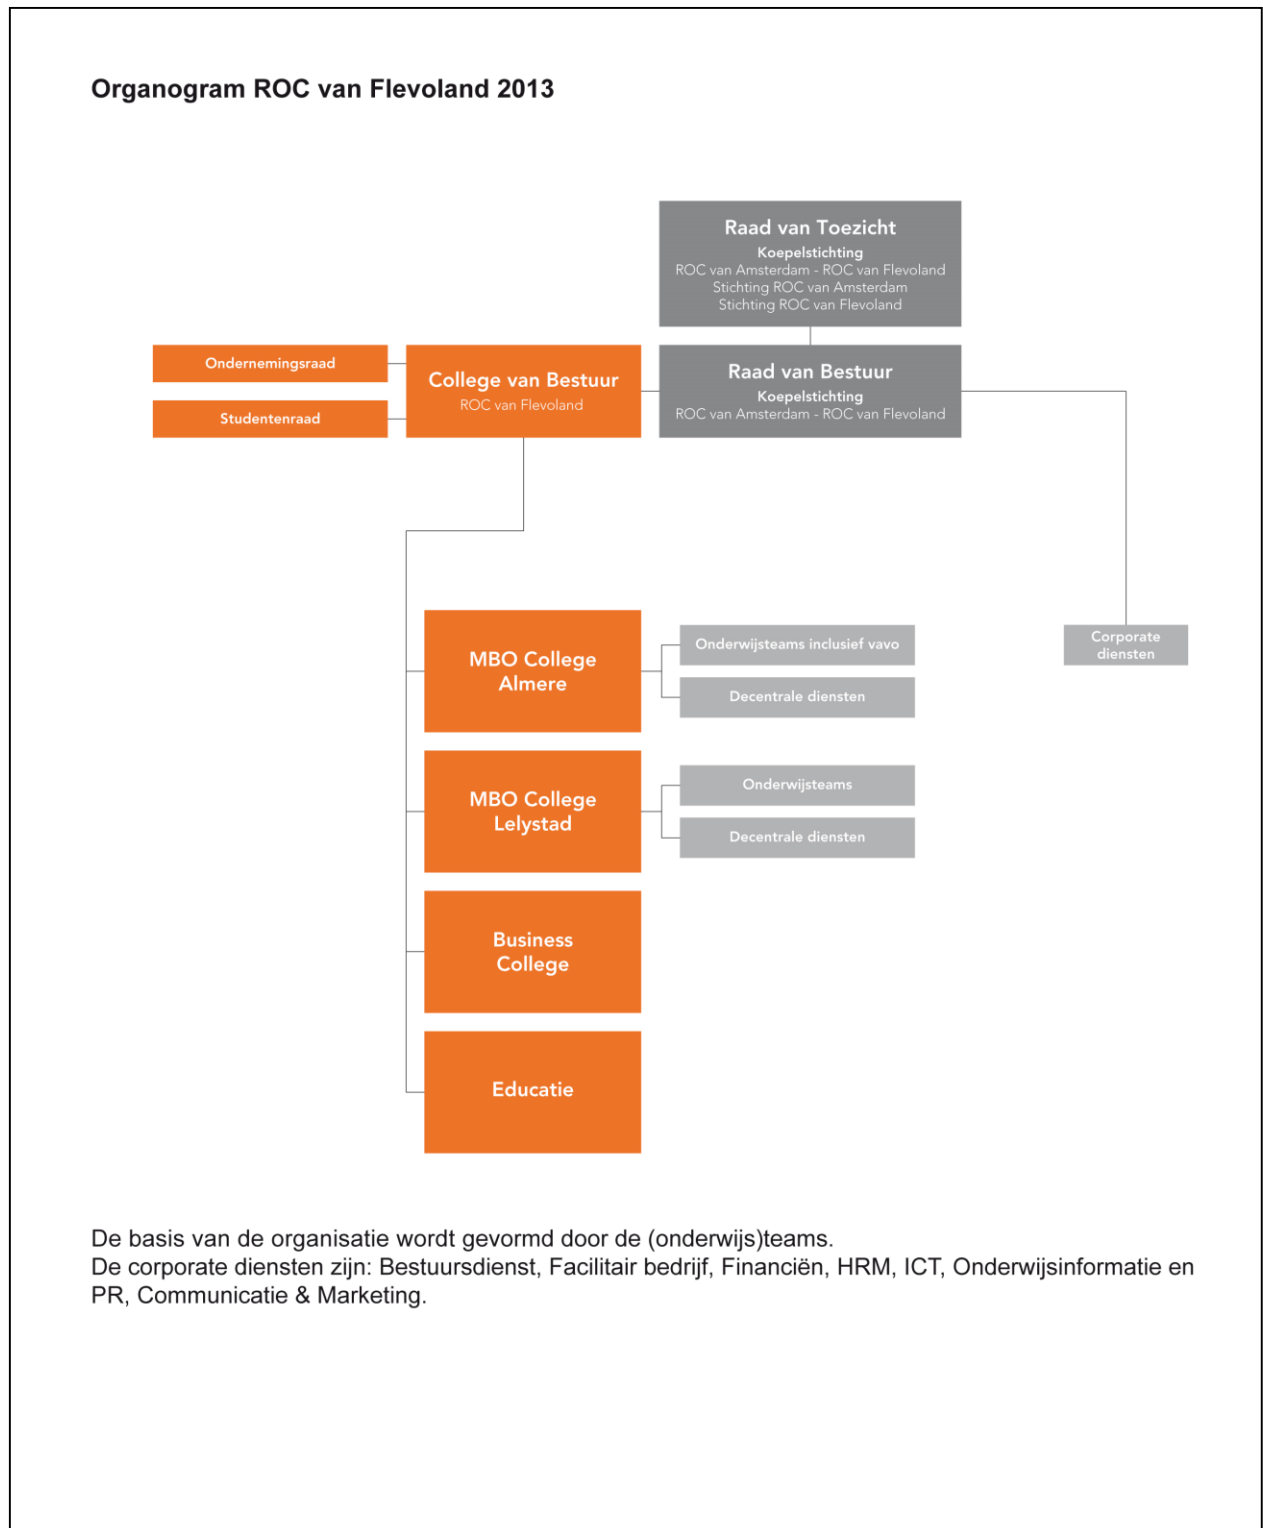 Organogram ROC van Flevoland 2013
Raad van Toezicht
Koepelstichting
ROC van Amsterdam - ROC van Flevoland
Stichting ROC van Amsterdam
Stichting ROC van Flevoland
Ondernemingsraad
Studentenraad
College van Bestuur
ROC van Flevoland
Raad van Bestuur
Koepelstichting
ROC van Amsterdam - ROC van Flevoland
MBO College
Almere
Onderwijsteams inclusief vavo
Decentrale diensten
Corporate
diensten
MBO College
Lelystad
Onderwijsteams
Decentrale diensten
Business
College
Educatie
De basis van de organisatie wordt gevormd door de (onderwijs)teams.
De corporate diensten zijn: Bestuursdienst, Facilitair bedrijf, Financiën, HRM, ICT, Onderwijsinformatie en
PR, Communicatie & Marketing.